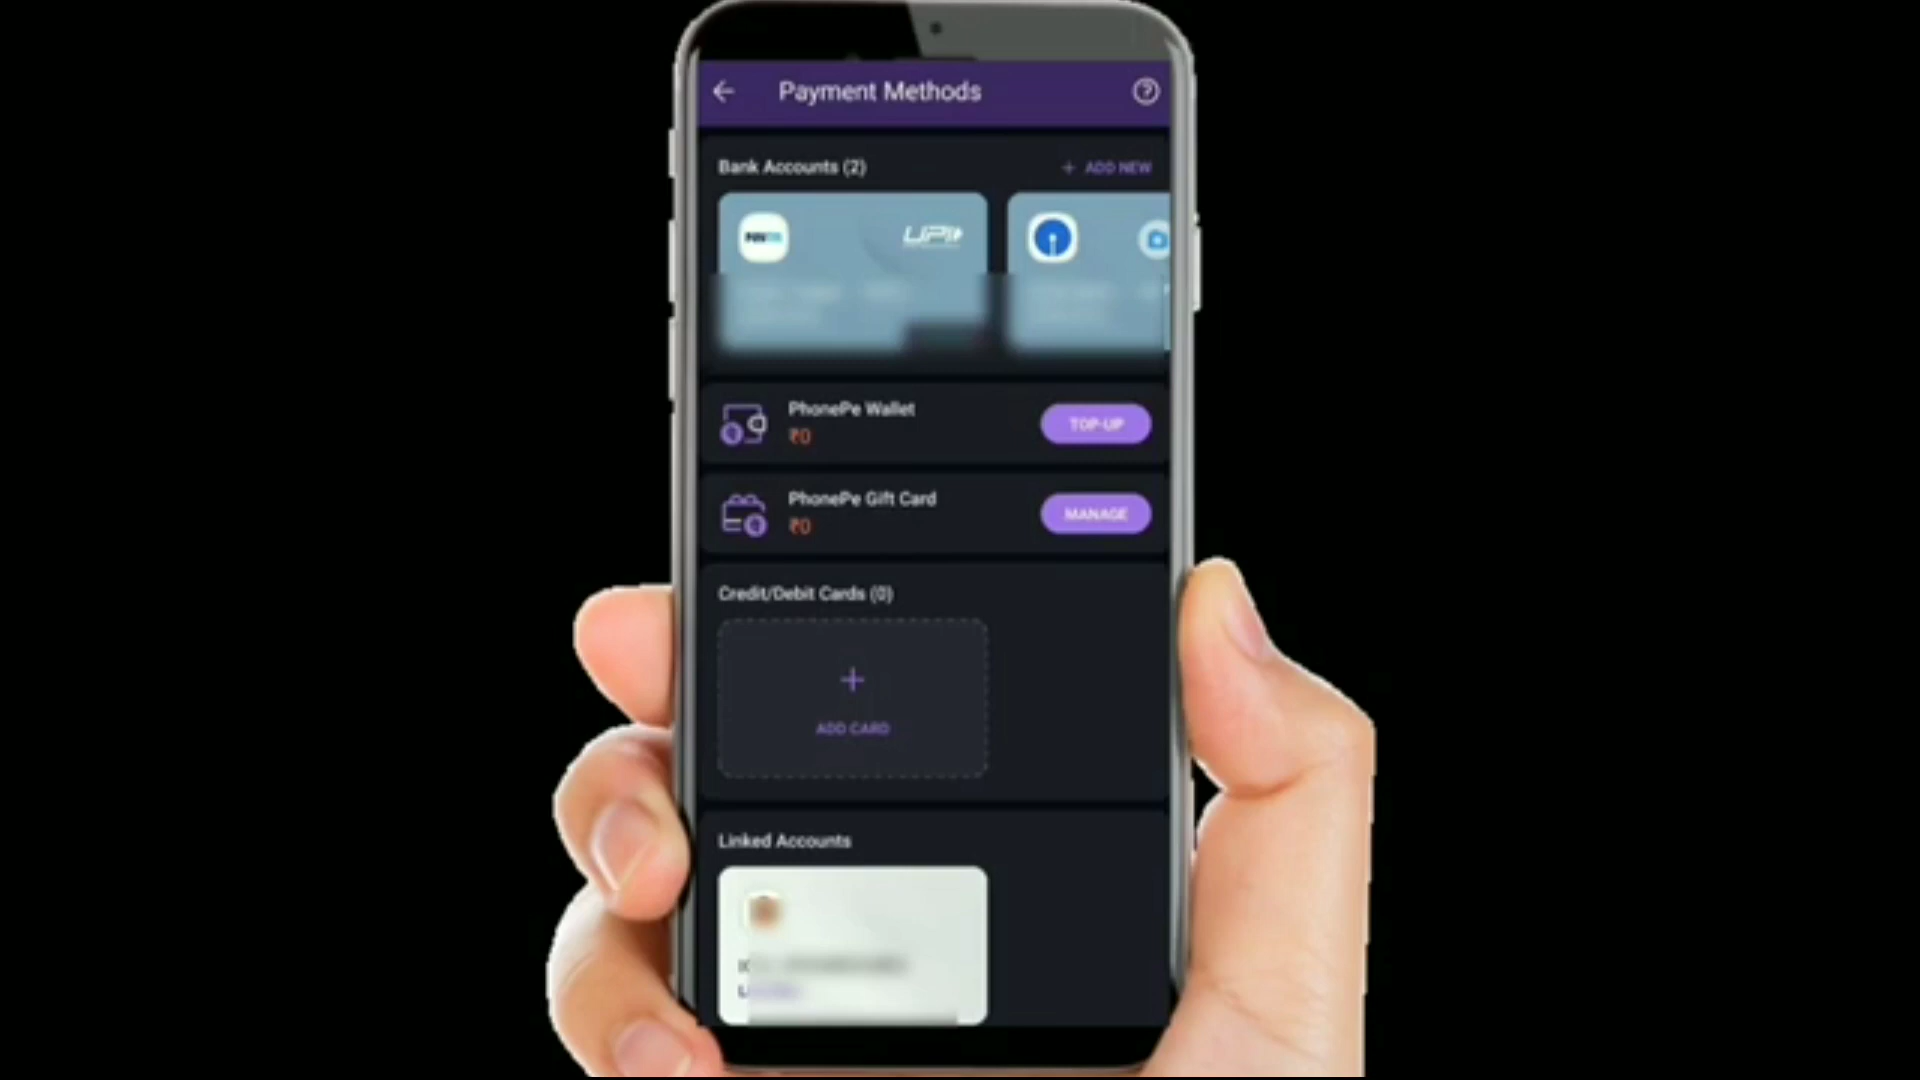 Payment Methods
Bank Accounts (2)
+ ADD NEW
Paytm
UPI
PhonePe Wallet
₹0
TOP-UP
PhonePe Gift Card
₹0
MANAGE
Credit/Debit Cards (0)
+
ADD CARD
Linked Accounts